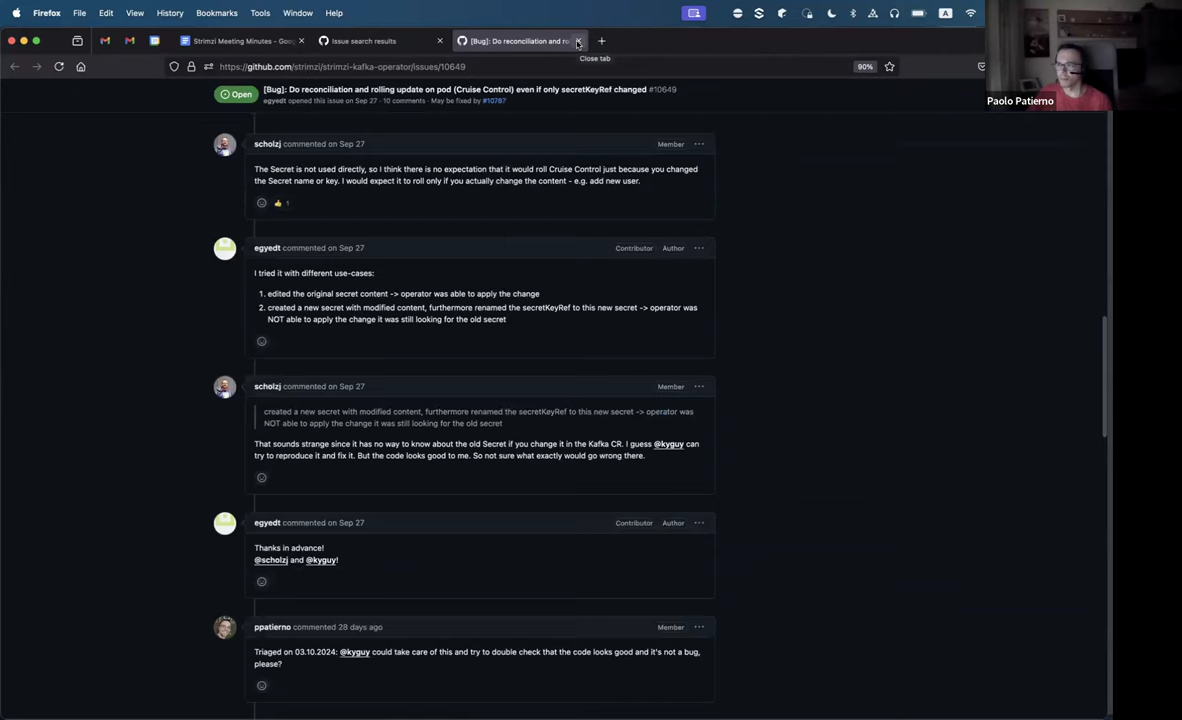 Firefox File Edit View History Bookmarks Tools Window Help
A
Strimzi Meeting Minutes - Goog
Issue search results
[Bug]: Do reconciliation and ro
https://github.com/strimzi/strimzi-kafka-operator/issues/10649
90%
Close tab
Paolo Patierno
Open
[Bug]: Do reconciliation and rolling update on pod (Cruise Control) even if only secretKeyRef changed #10649
egyedt opened this issue on Sep 27 · 10 comments · May be fixed by #10787
scholzj commented on Sep 27
Member
The Secret is not used directly, so I think there is no expectation that it would roll Cruise Control just because you changed
the Secret name or key. I would expect it to roll only if you actually change the content - e.g. add new user.
1
egyedt commented on Sep 27
Contributor Author
I tried it with different use-cases:
1. edited the original secret content -> operator was able to apply the change
2. created a new secret with modified content, furthermore renamed the secretKeyRef to this new secret -> operator was
NOT able to apply the change it was still looking for the old secret
scholzj commented on Sep 27
Member
created a new secret with modified content, furthermore renamed the secretKeyRef to this new secret -> operator was
NOT able to apply the change it was still looking for the old secret
That sounds strange since it has no way to know about the old Secret if you change it in the Kafka CR. I guess @kyguy can
try to reproduce it and fix it. But the code looks good to me. So not sure what exactly would go wrong there.
egyedt commented on Sep 27
Contributor Author
Thanks in advance!
@scholzj and @kyguy!
ppatierno commented 28 days ago
Member
Triaged on 03.10.2024: @kyguy could take care of this and try to double check that the code looks good and it's not a bug,
please?